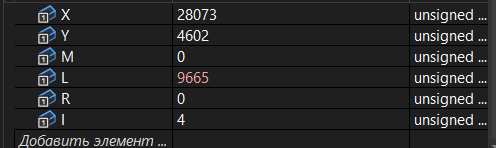 X 28073 unsigned ...
Y 4602 unsigned ...
M 0 unsigned ...
L 9665 unsigned ...
R 0 unsigned ...
I 4 unsigned ...
Добавить элемент ...